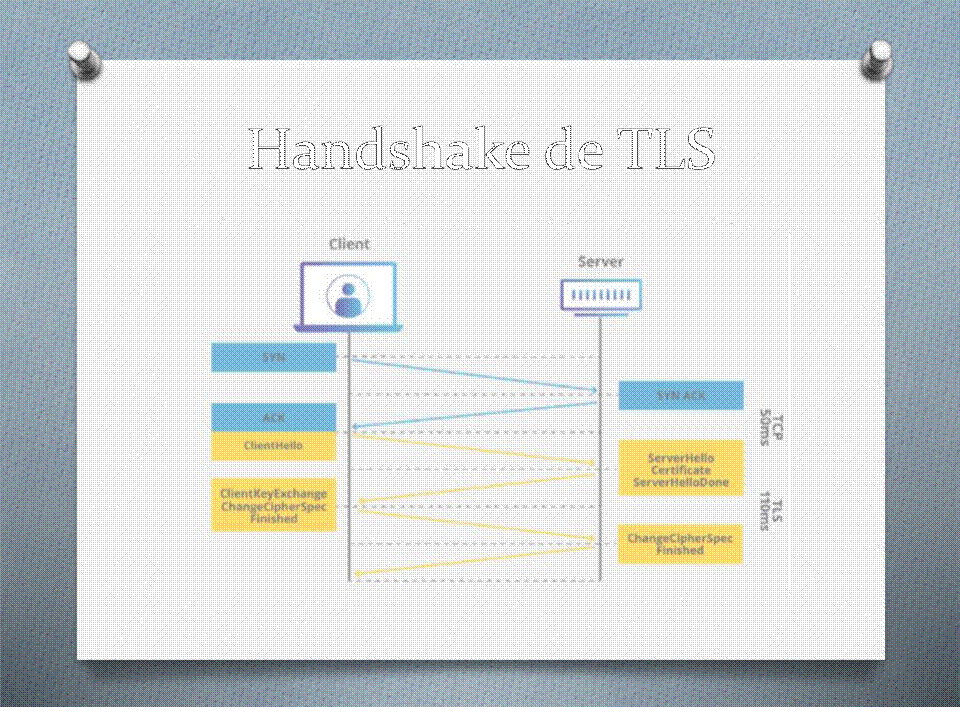 Handshake de TLS
Client
Server
SYN
SYN ACK
ACK
ClientHello
TCP
50ms
ServerHello
Certificate
ServerHelloDone
ClientKeyExchange
ChangeCipherSpec
Finished
TLS
110ms
ChangeCipherSpec
Finished